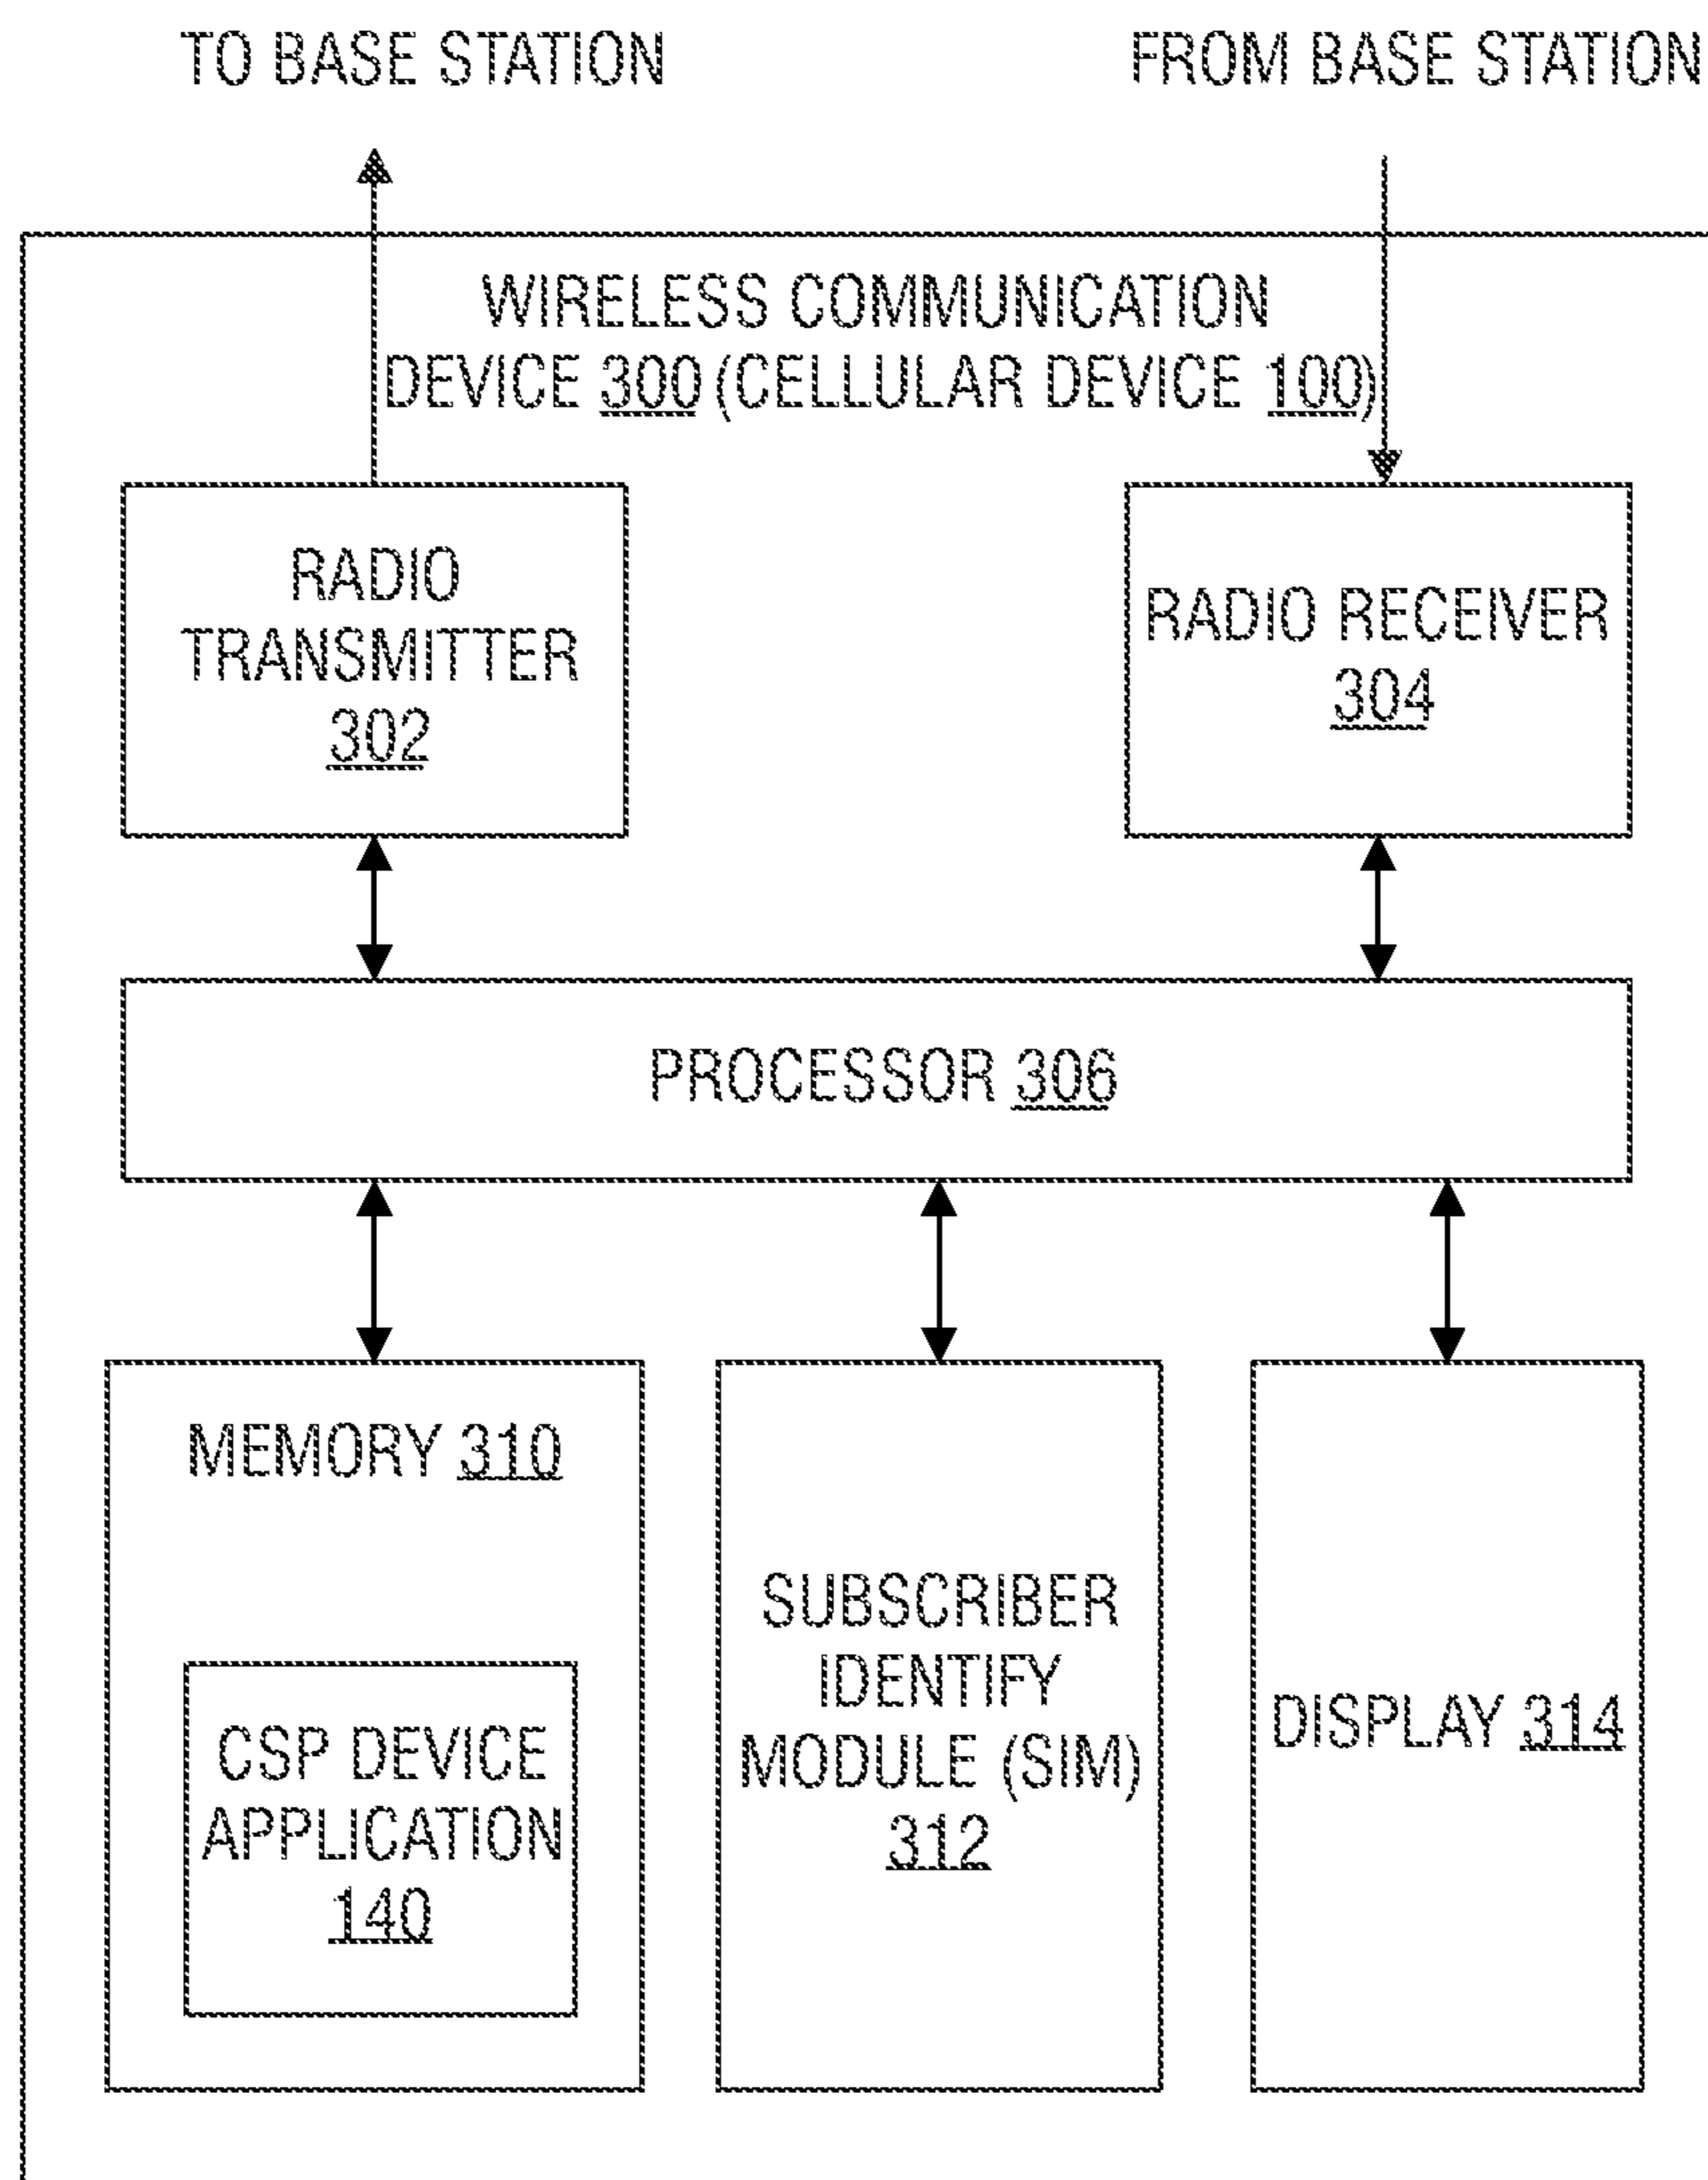 TO BASE STATION
FROM BASE STATION
WIRELESS COMMUNICATION
DEVICE 300 (CELLULAR DEVICE 100)
RADIO
TRANSMITTER
302
RADIO RECEIVER
304
PROCESSOR 306
MEMORY 310
CSP DEVICE
APPLICATION
140
SUBSCRIBER
IDENTIFY
MODULE (SIM)
312
DISPLAY 314